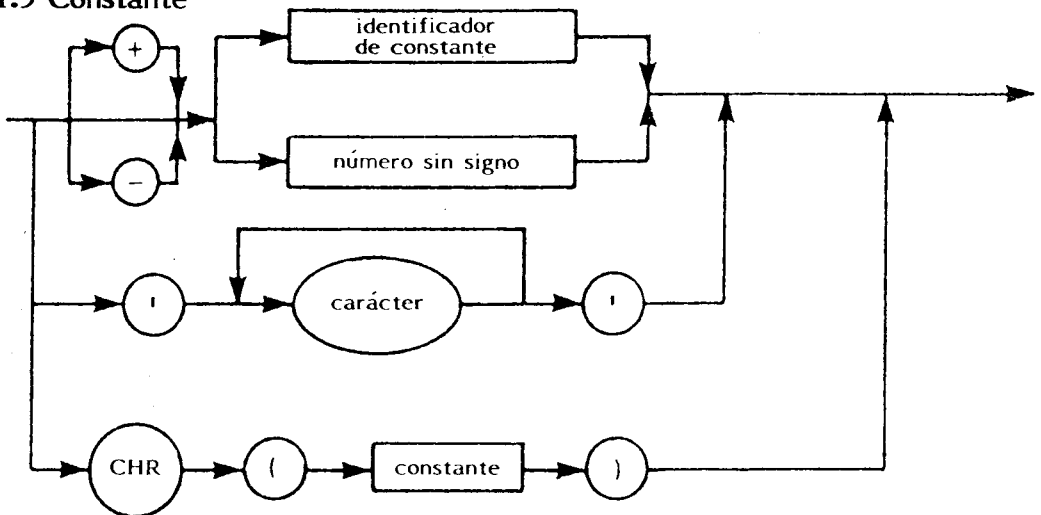 Constante
+
identificador
de constante
número sin signo
−
'
carácter
'
CHR
(
constante
)